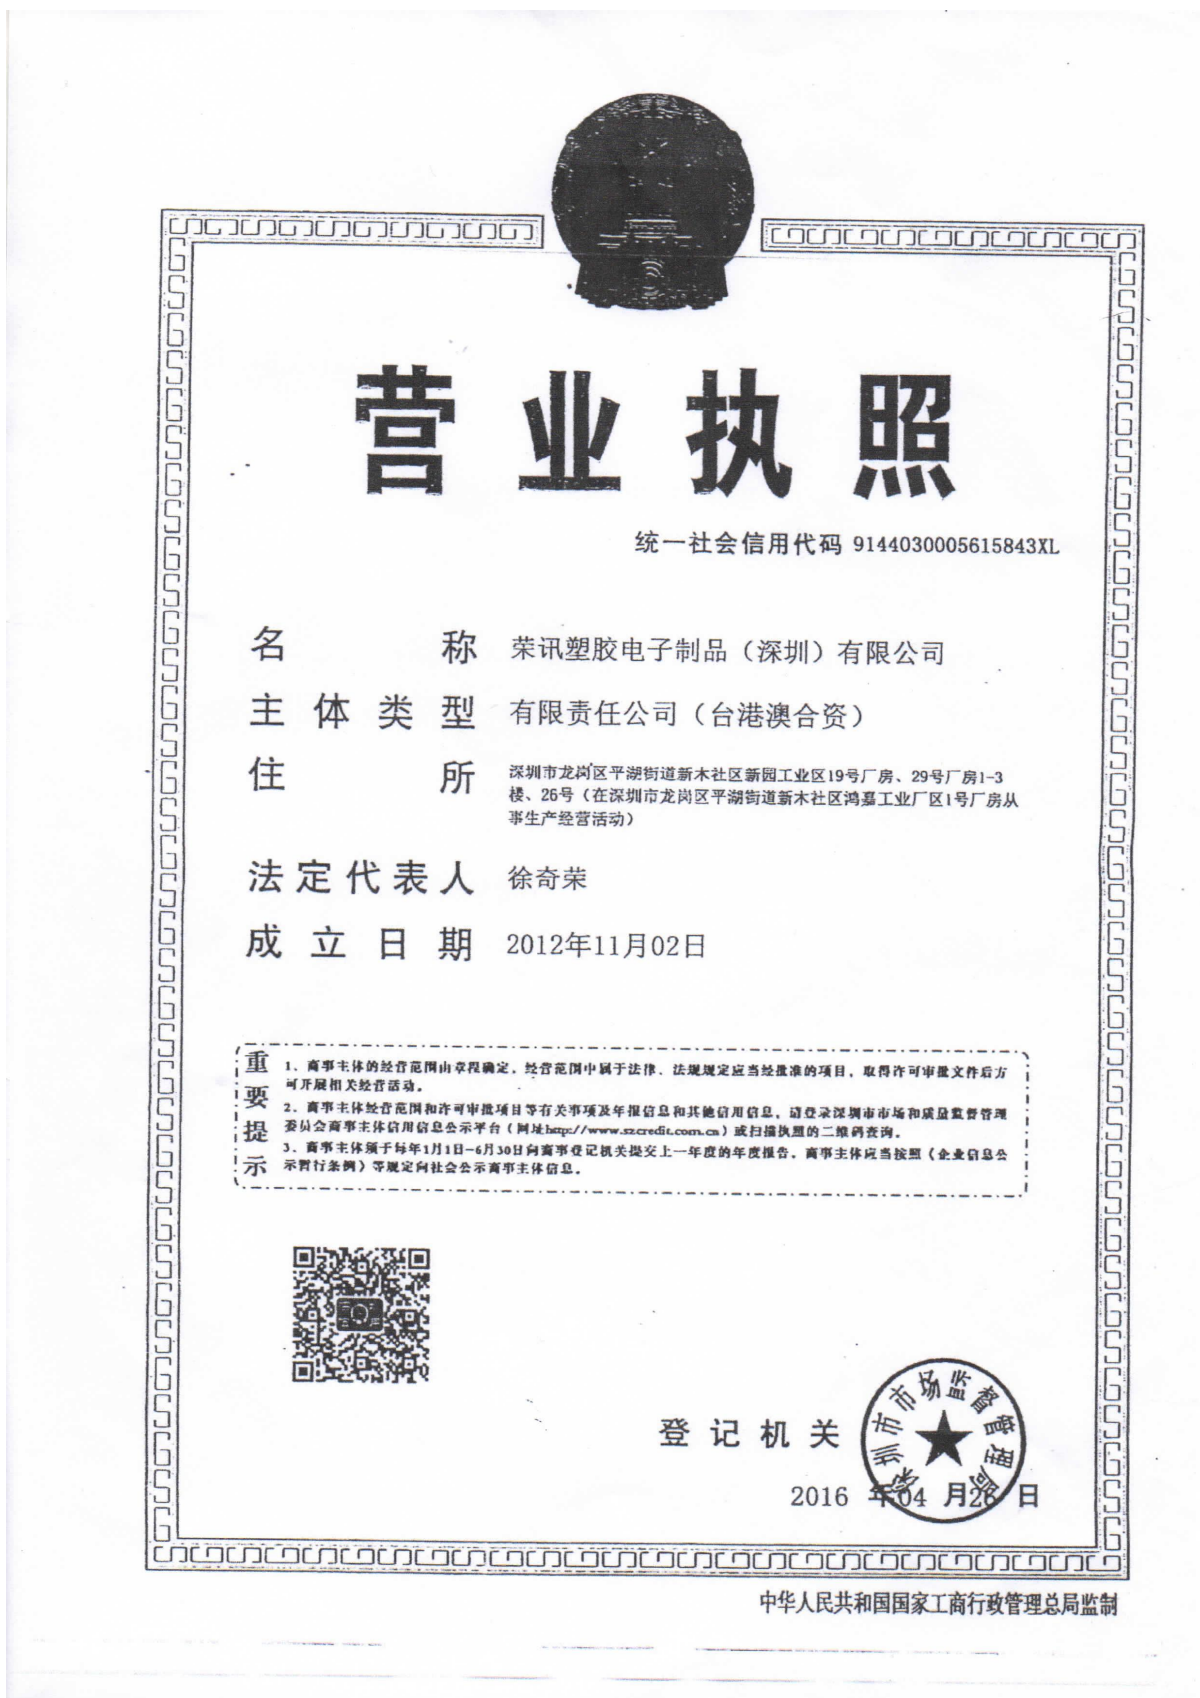 营业执照
统一社会信用代码 9144030005615843XL
名称 荣讯塑胶电子制品（深圳）有限公司
主体类型 有限责任公司（台港澳合资）
住所 深圳市龙岗区平湖街道新木社区新园工业区19号厂房、29号厂房1-3
楼、26号（在深圳市龙岗区平湖街道新木社区鸿嘉工业厂区1号厂房从
事生产经营活动）
法定代表人 徐奇荣
成立日期 2012年11月02日
重要提示
1、商事主体的经营范围由章程确定，经营范围中属于法律、法规规定应当经批准的项目，取得许可审批文件后方
可开展相关经营活动。
2、商事主体经营范围和许可审批项目等有关事项及年报信息和其他信用信息，请登录深圳市市场和质量监督管理
委员会商事主体信用信息公示平台（网址http://www.szcredit.com.cn）或扫描执照的二维码查询。
3、商事主体须于每年1月1日-6月30日向商事登记机关提交上一年度的年度报告，商事主体应当按照《企业信息公
示暂行条例》等规定向社会公示商事主体信息。
登记机关
深圳市市场监督管理局
2016 年 04 月 26 日
中华人民共和国国家工商行政管理总局监制